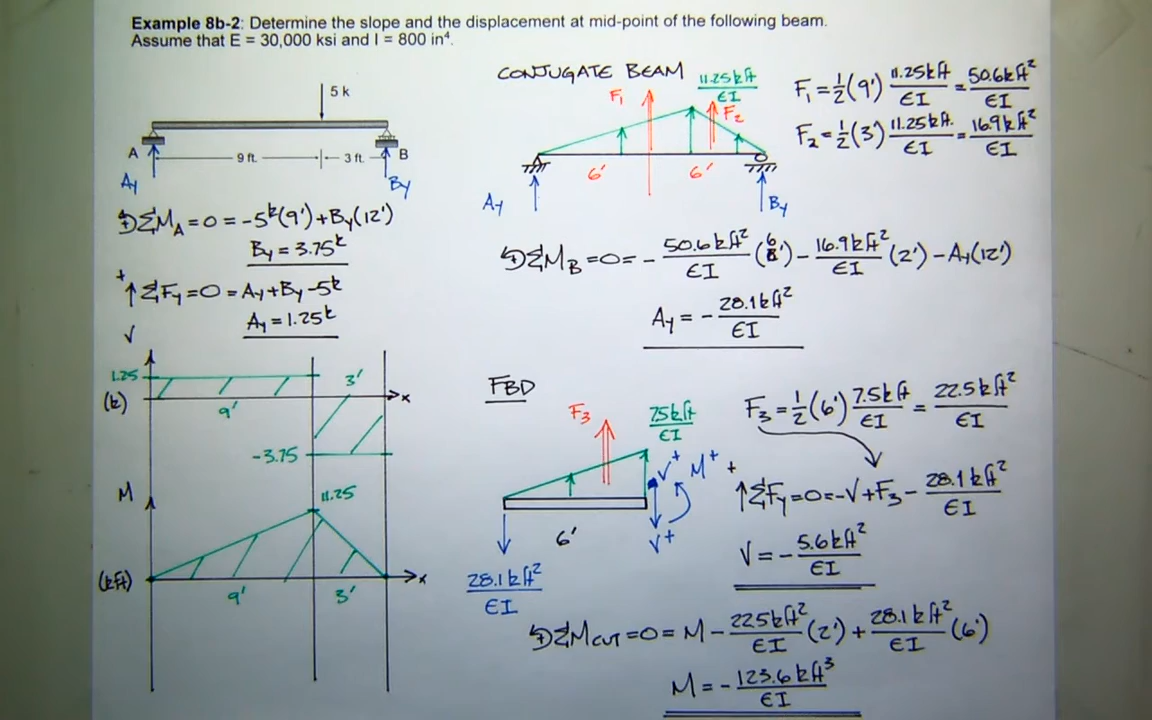 Example 8b-2: Determine the slope and the displacement at mid-point of the following beam.
Assume that E = 30,000 ksi and I = 800 in⁴.
5 k
A
9 ft.
3 ft.
B
Ay
By
↺ΣM_A = 0 = -5ᵏ(9') + By(12')
By = 3.75ᵏ
+↑ΣFy = 0 = Ay + By - 5ᵏ
Ay = 1.25ᵏ
V
1.25
(k)
9'
3'
x
-3.75
M
11.25
(kft)
9'
3'
x
CONJUGATE BEAM
11.25kft/EI
F₁
F₂
6'
6'
Ay
By
F₁ = ½(9') 11.25kft/EI = 50.6kft²/EI
F₂ = ½(3') 11.25kft/EI = 16.9kft²/EI
↺ΣM_B = 0 = - 50.6kft²/EI (6') - 16.9kft²/EI (2') - Ay(12')
Ay = - 28.1kft²/EI
FBD
F₃
7.5kft/EI
V⁺ M⁺
6'
V⁺
28.1kft²/EI
F₃ = ½(6') 7.5kft/EI = 22.5kft²/EI
+↑ΣFy = 0 = -V + F₃ - 28.1kft²/EI
V = - 5.6kft²/EI
↺ΣM_CUT = 0 = M - 22.5kft²/EI (2') + 28.1kft²/EI (6')
M = - 123.6kft³/EI